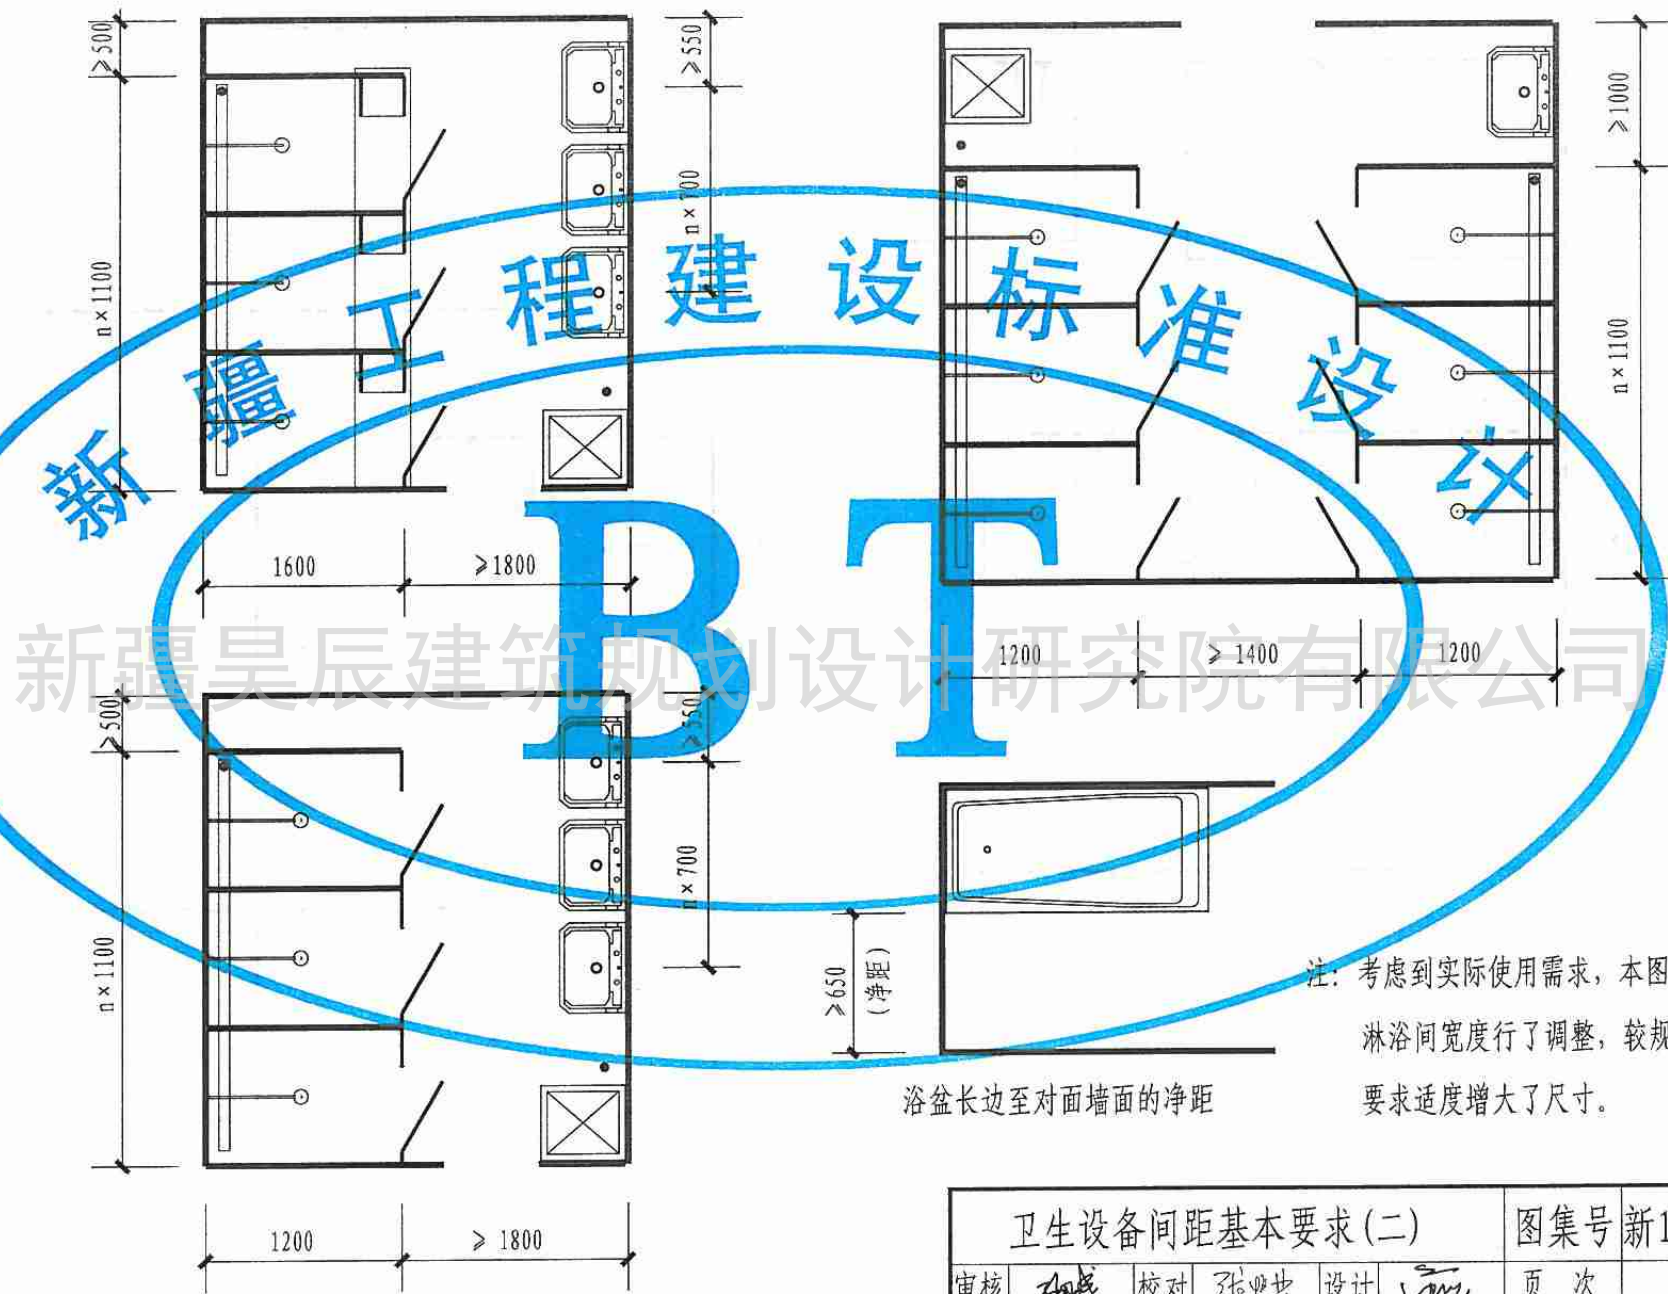 ≥500
≥550
≥1000
n×1100
n×700
n×1100
新疆工程建设标准设计
BT
1600
≥1800
1200
≥1400
1200
新疆昊辰建筑规划设计研究院有限公司
≥500
≥550
n×1100
n×700
≥650
(净距)
浴盆长边至对面墙面的净距
1200
≥1800
注: 考虑到实际使用需求, 本图
淋浴间宽度行了调整, 较规
要求适度增大了尺寸。
卫生设备间距基本要求(二) 图集号 新1
审核 校对 设计 页 次